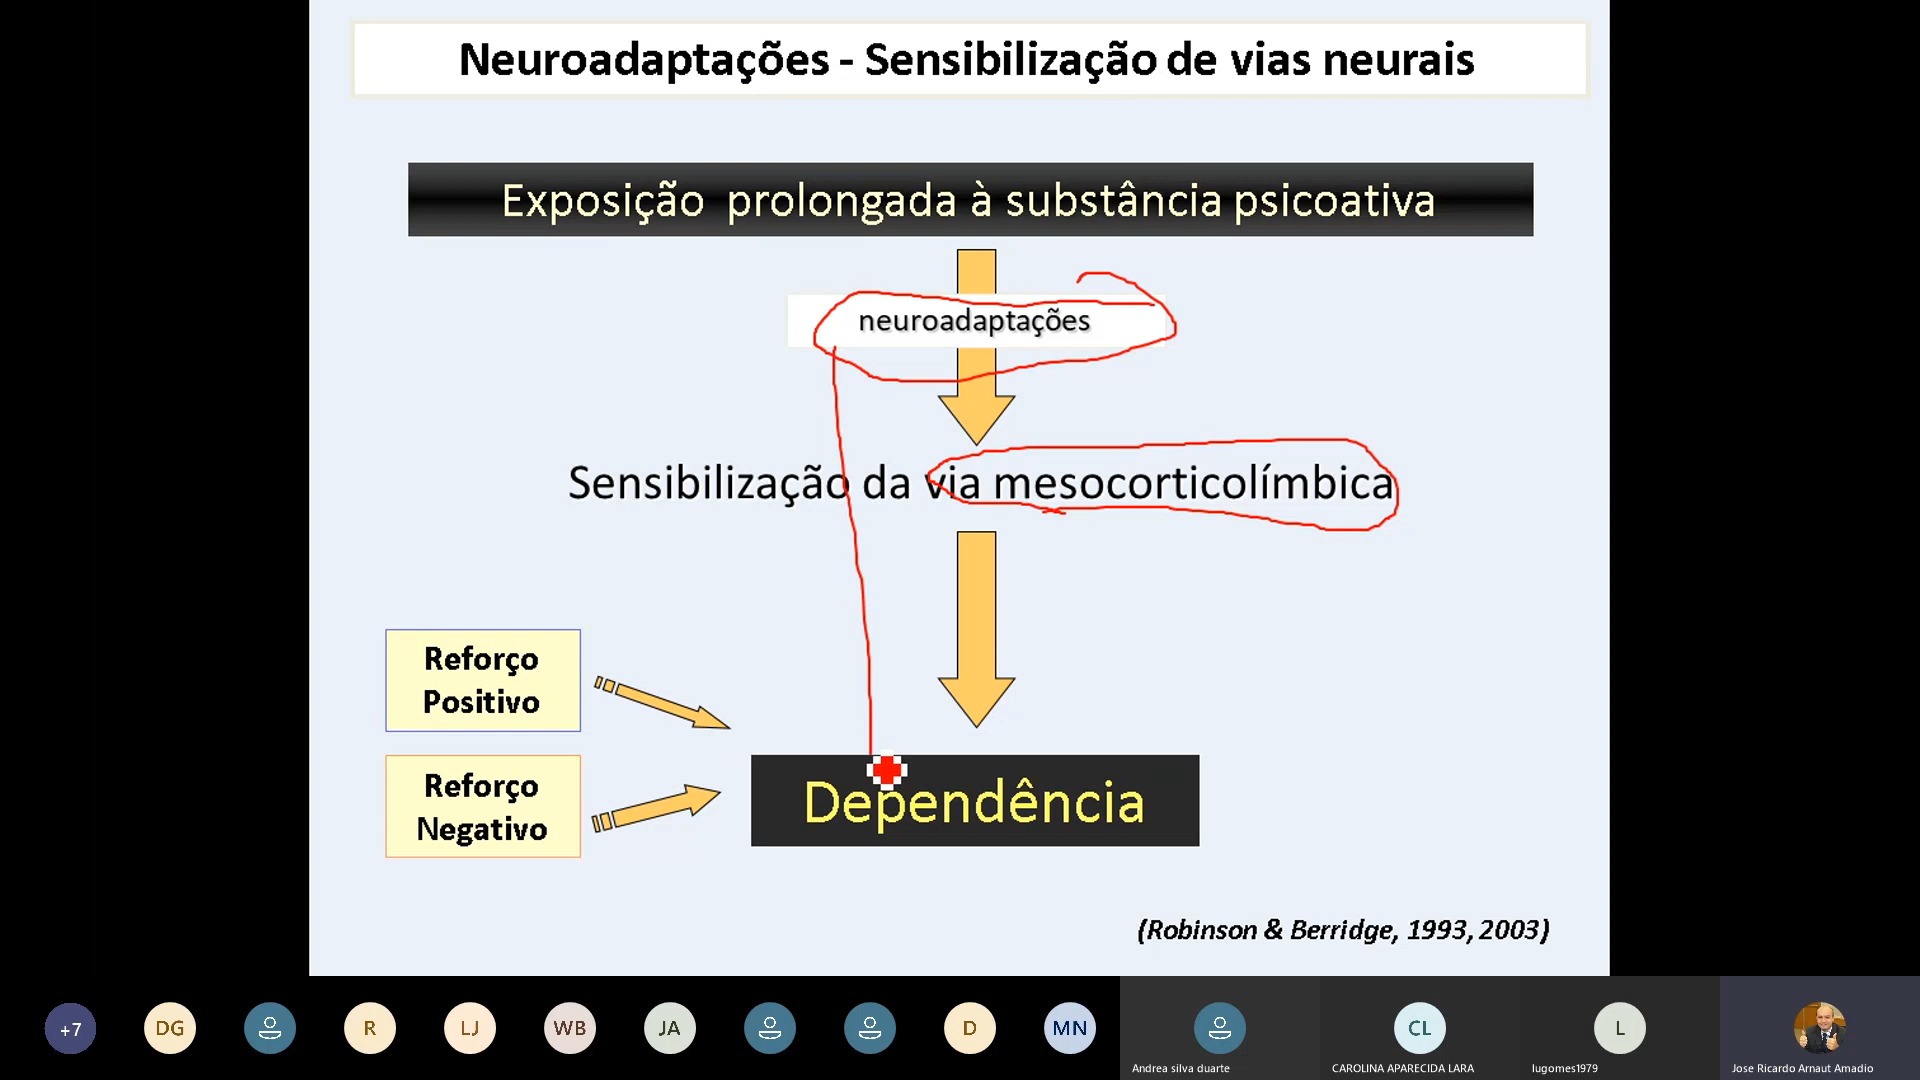 Neuroadaptações - Sensibilização de vias neurais
Exposição prolongada à substância psicoativa
neuroadaptações
Sensibilização da via mesocorticolímbica
Reforço
Positivo
Reforço
Negativo
Dependência
(Robinson & Berridge, 1993, 2003)
+7
DG
R
LJ
WB
JA
D
MN
CL
L
Andrea silva duarte
CAROLINA APARECIDA LARA
lugomes1979
Jose Ricardo Arnaut Amadio